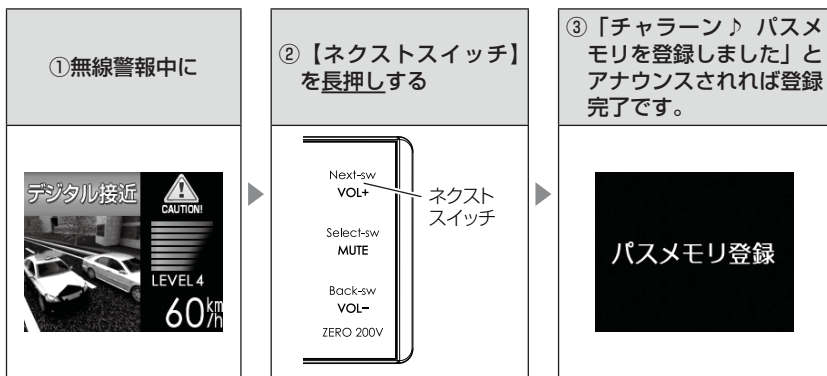 ①無線警報中に
デジタル接近
CAUTION!
LEVEL 4
60km/h
②【ネクストスイッチ】
を長押しする
Next-sw
VOL+
ネクスト
スイッチ
Select-sw
MUTE
Back-sw
VOL−
ZERO 200V
③「チャラーン♪ パスメ
モリを登録しました」と
アナウンスされれば登録
完了です。
パスメモリ登録